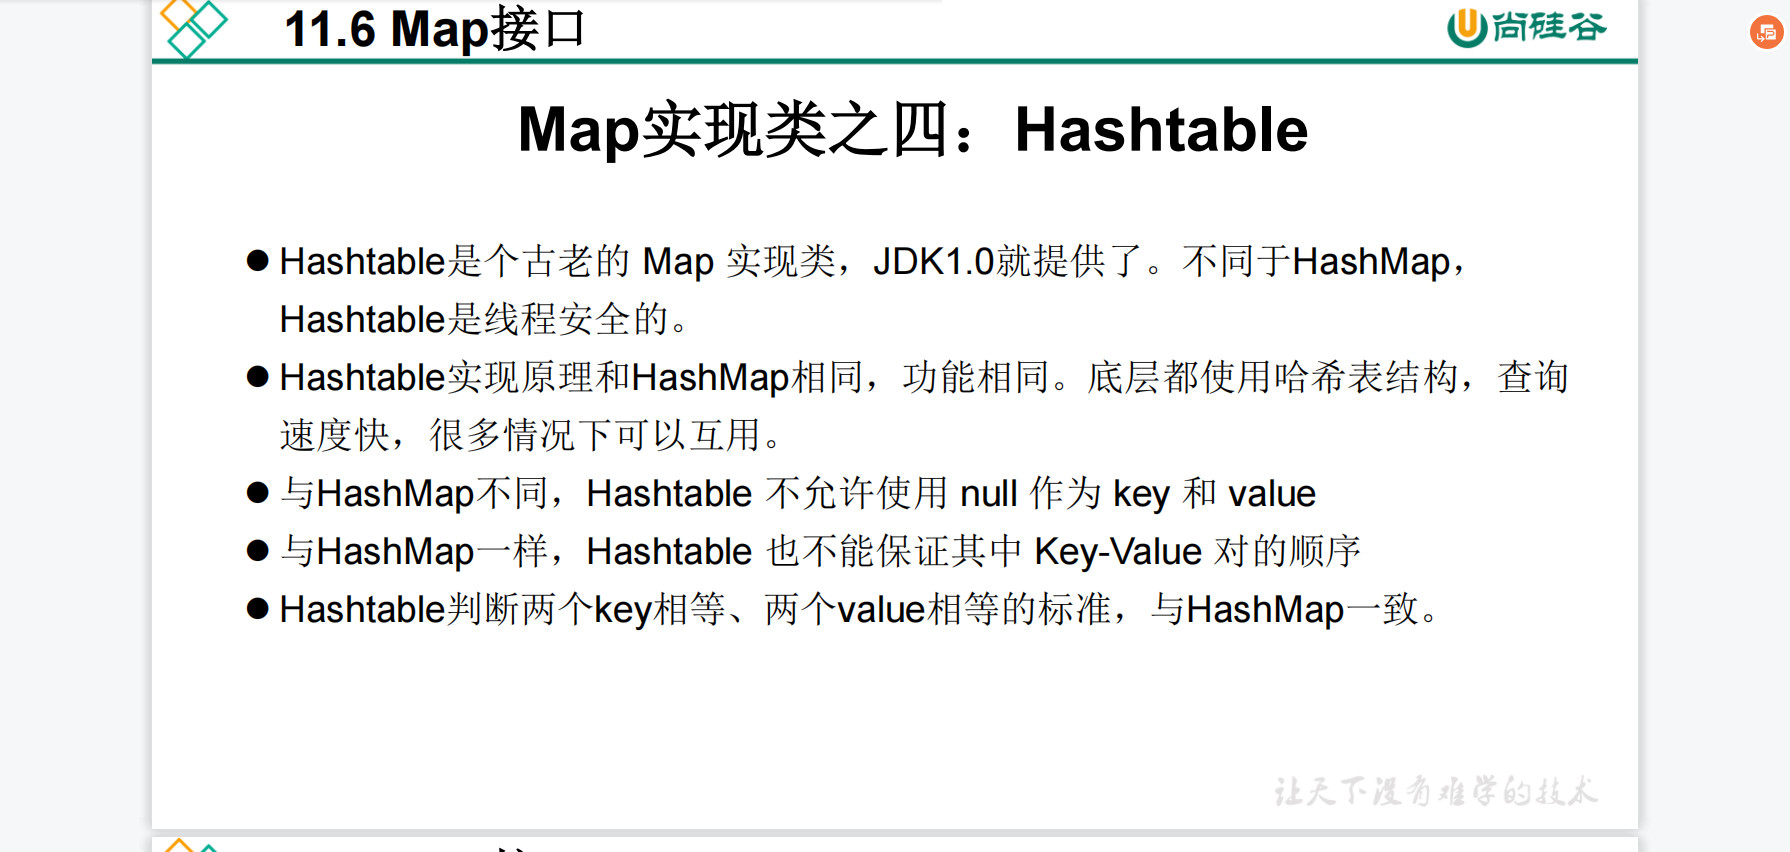 11.6 Map接口
尚硅谷
Map实现类之四：Hashtable
●Hashtable是个古老的 Map 实现类，JDK1.0就提供了。不同于HashMap，
Hashtable是线程安全的。
●Hashtable实现原理和HashMap相同，功能相同。底层都使用哈希表结构，查询
速度快，很多情况下可以互用。
●与HashMap不同，Hashtable 不允许使用 null 作为 key 和 value
●与HashMap一样，Hashtable 也不能保证其中 Key-Value 对的顺序
●Hashtable判断两个key相等、两个value相等的标准，与HashMap一致。
让天下没有难学的技术